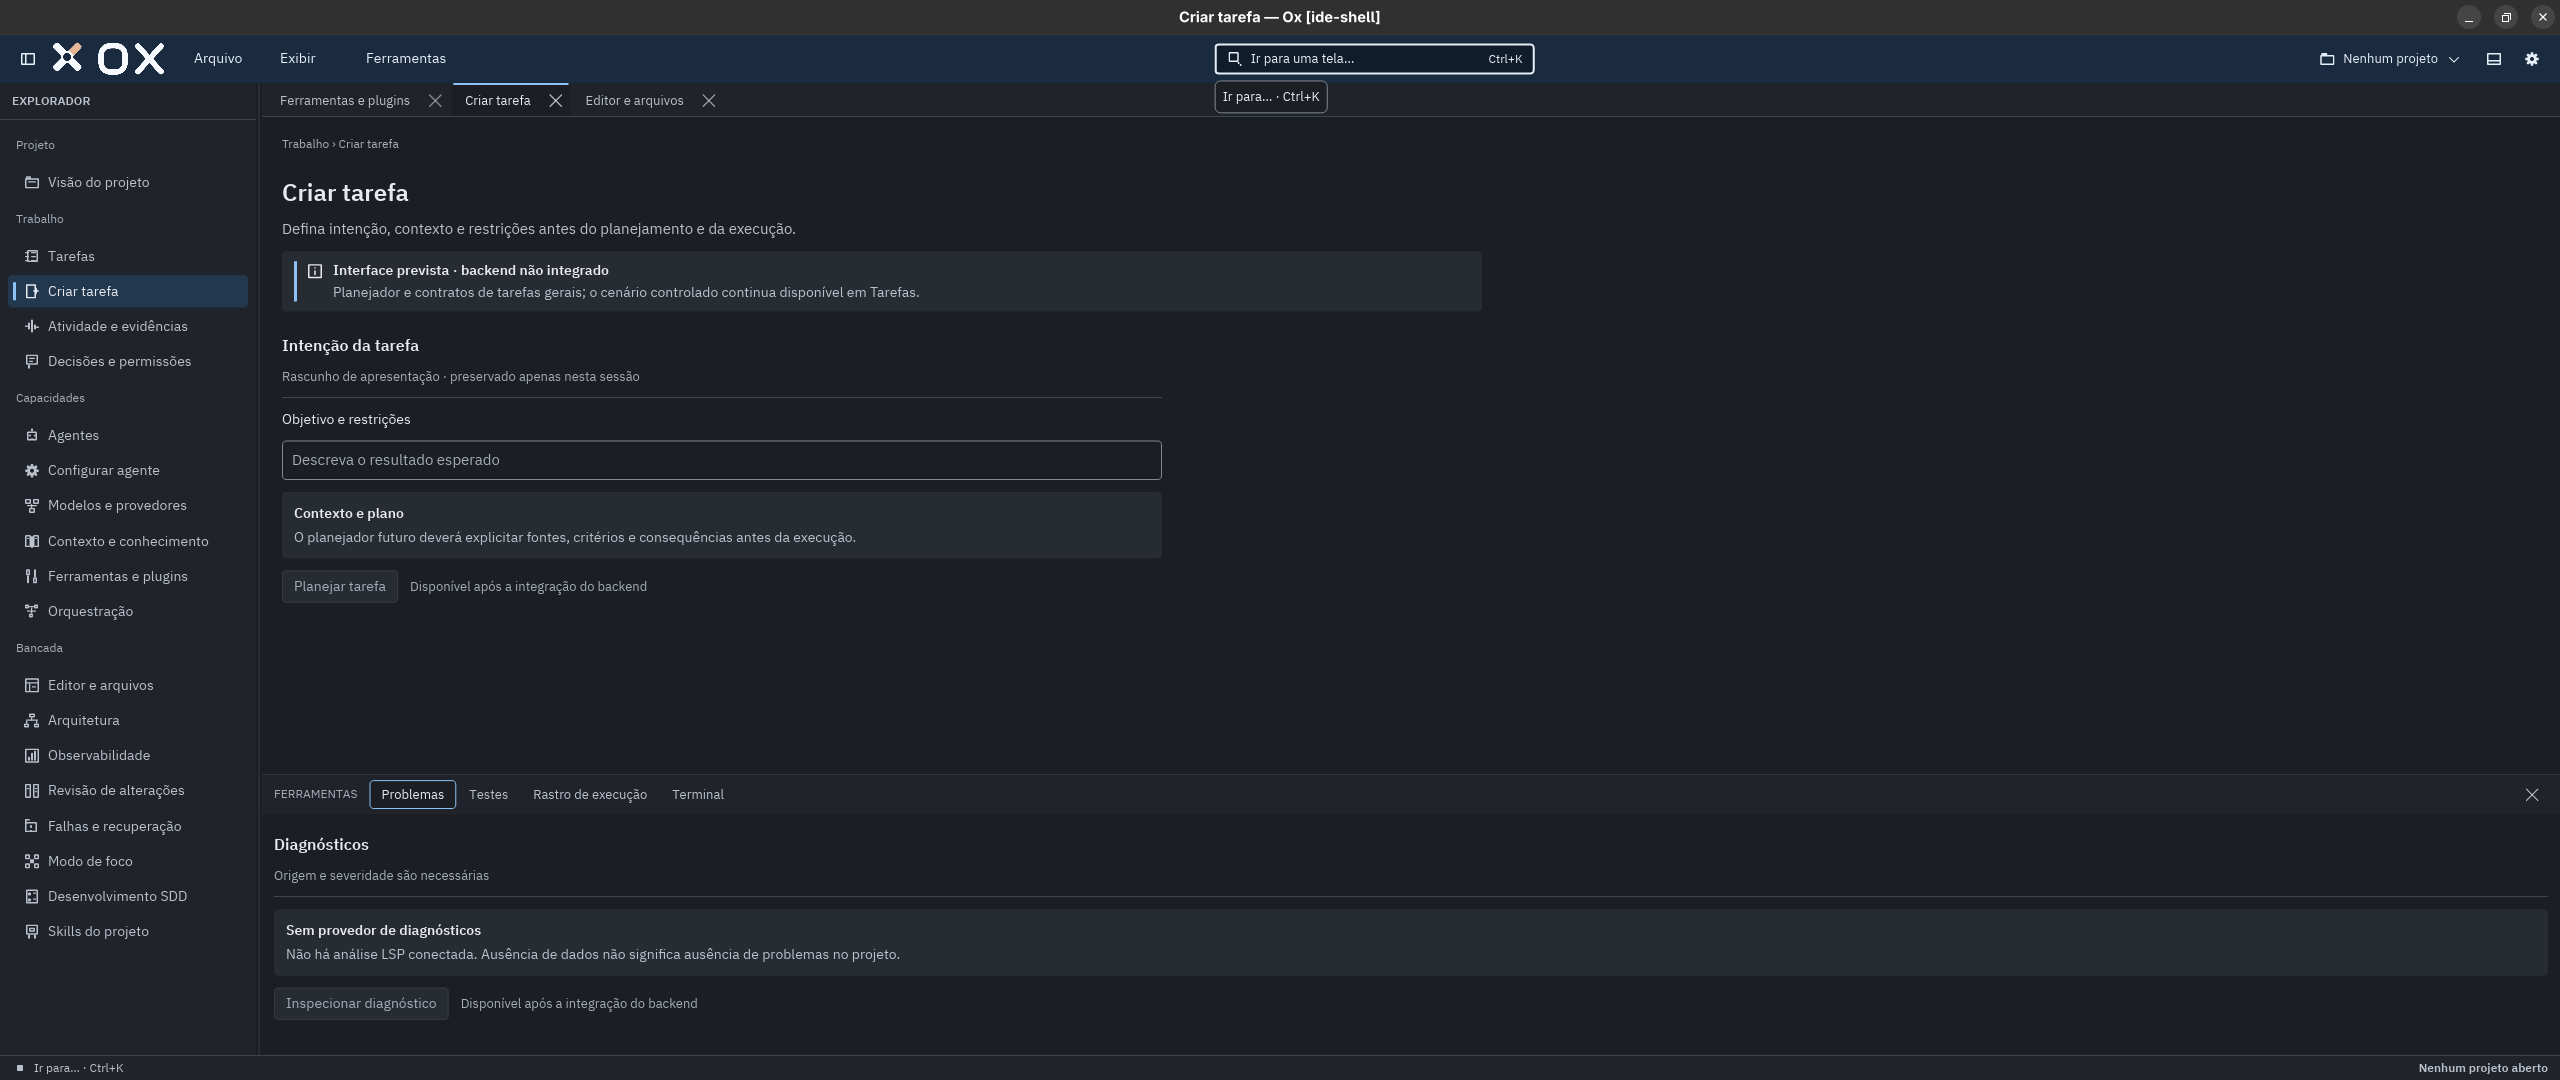 Criar tarefa — Ox [ide-shell]
OX
Arquivo
Exibir
Ferramentas
Ir para uma tela...
Ctrl+K
Nenhum projeto
EXPLORADOR
Ferramentas e plugins
Criar tarefa
Editor e arquivos
Ir para... · Ctrl+K
Projeto
Visão do projeto
Trabalho
Tarefas
Criar tarefa
Atividade e evidências
Decisões e permissões
Capacidades
Agentes
Configurar agente
Modelos e provedores
Contexto e conhecimento
Ferramentas e plugins
Orquestração
Bancada
Editor e arquivos
Arquitetura
Observabilidade
Revisão de alterações
Falhas e recuperação
Modo de foco
Desenvolvimento SDD
Skills do projeto
Trabalho › Criar tarefa
Criar tarefa
Defina intenção, contexto e restrições antes do planejamento e da execução.
Interface prevista · backend não integrado
Planejador e contratos de tarefas gerais; o cenário controlado continua disponível em Tarefas.
Intenção da tarefa
Rascunho de apresentação · preservado apenas nesta sessão
Objetivo e restrições
Descreva o resultado esperado
Contexto e plano
O planejador futuro deverá explicitar fontes, critérios e consequências antes da execução.
Planejar tarefa
Disponível após a integração do backend
FERRAMENTAS
Problemas
Testes
Rastro de execução
Terminal
Diagnósticos
Origem e severidade são necessárias
Sem provedor de diagnósticos
Não há análise LSP conectada. Ausência de dados não significa ausência de problemas no projeto.
Inspecionar diagnóstico
Disponível após a integração do backend
Ir para... · Ctrl+K
Nenhum projeto aberto